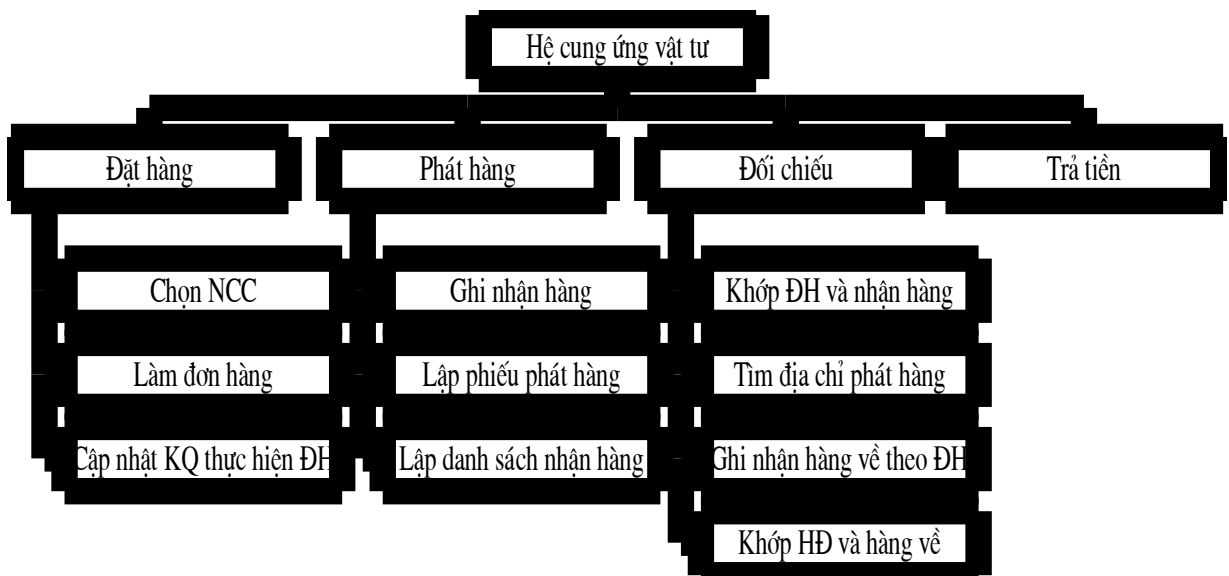 Hệ cung ứng vật tư
Đặt hàng
Phát hàng
Đối chiếu
Trả tiền
Chọn NCC
Ghi nhận hàng
Khớp ĐH và nhận hàng
Làm đơn hàng
Lập phiếu phát hàng
Tìm địa chỉ phát hàng
Cập nhật KQ thực hiện ĐH
Lập danh sách nhận hàng
Ghi nhận hàng về theo ĐH
Khớp HĐ và hàng về